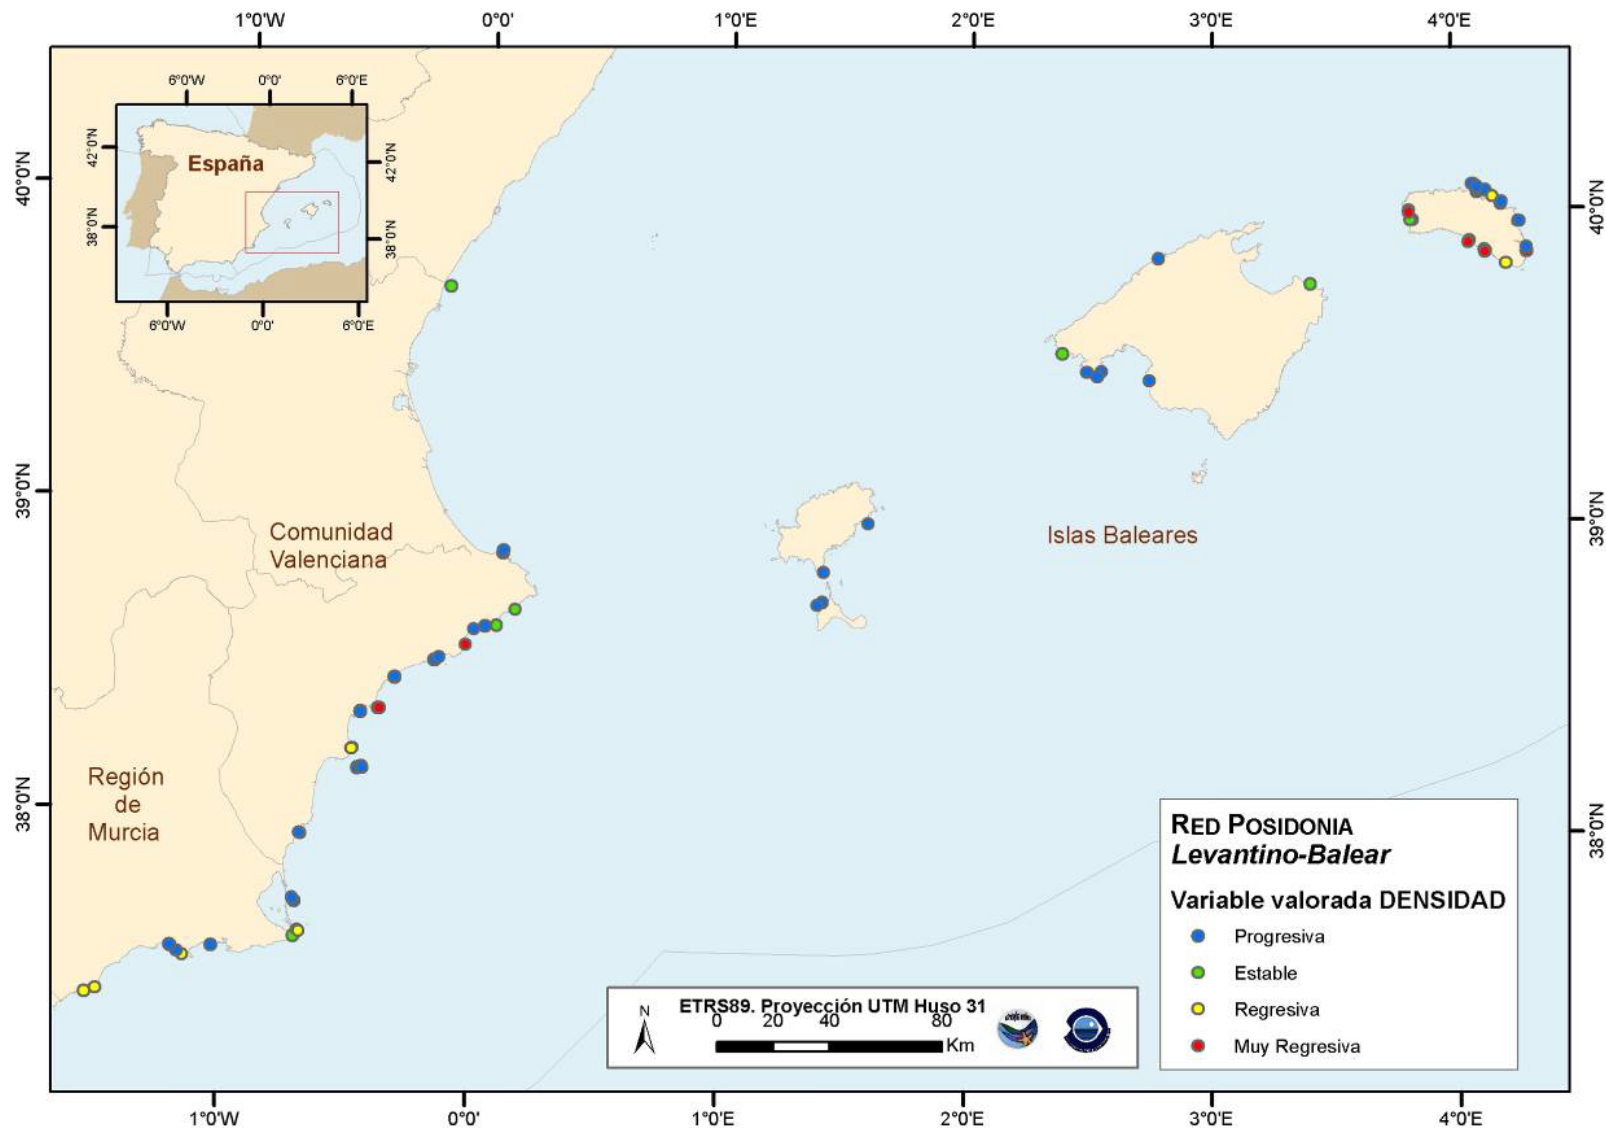 1°0'W 0°0' 1°0'E 2°0'E 3°0'E 4°0'E
6°0'W 0°0' 6°0'E
42°0'N
42°0'N
38°0'N
38°0'N
España
6°0'W 0°0' 6°0'E
40°0'N
40°0'N
39°0'N
39°0'N
Comunidad
Valenciana
Islas Baleares
Región
de
Murcia
38°0'N
38°0'N
RED POSIDONIA
Levantino-Balear
Variable valorada DENSIDAD
Progresiva
Estable
Regresiva
Muy Regresiva
N
ETRS89. Proyección UTM Huso 31
0 20 40 80
Km
1°0'W 0°0' 1°0'E 2°0'E 3°0'E 4°0'E